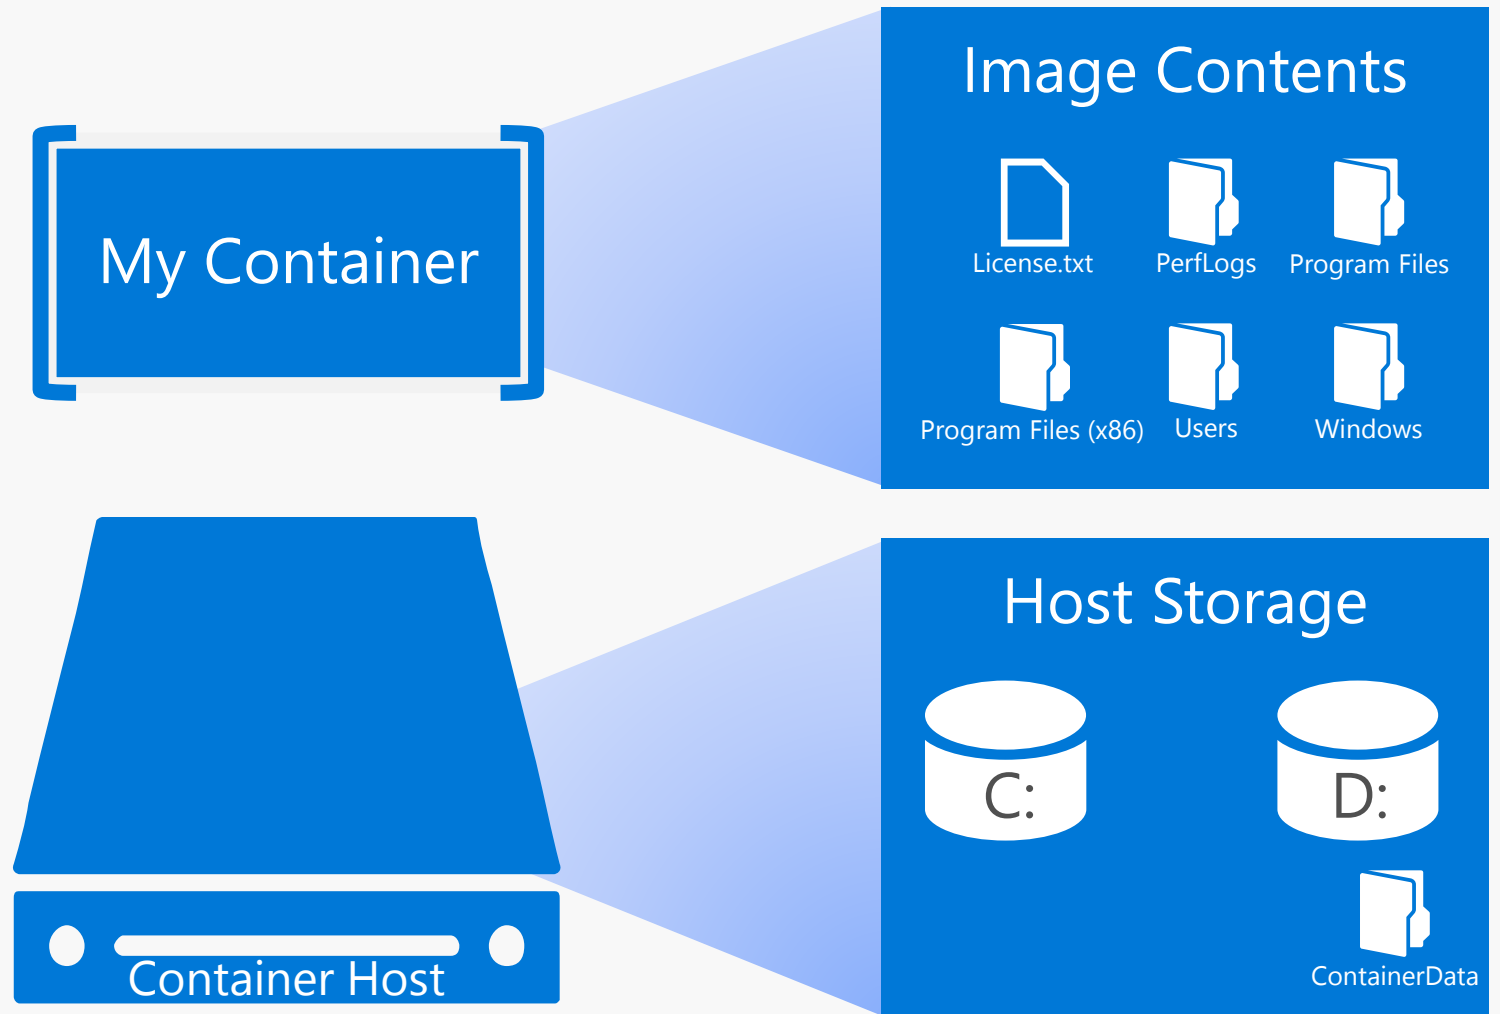 My Container
Image Contents
License.txt
PerfLogs
Program Files
Program Files (x86)
Users
Windows
Container Host
Host Storage
C:
D:
ContainerData